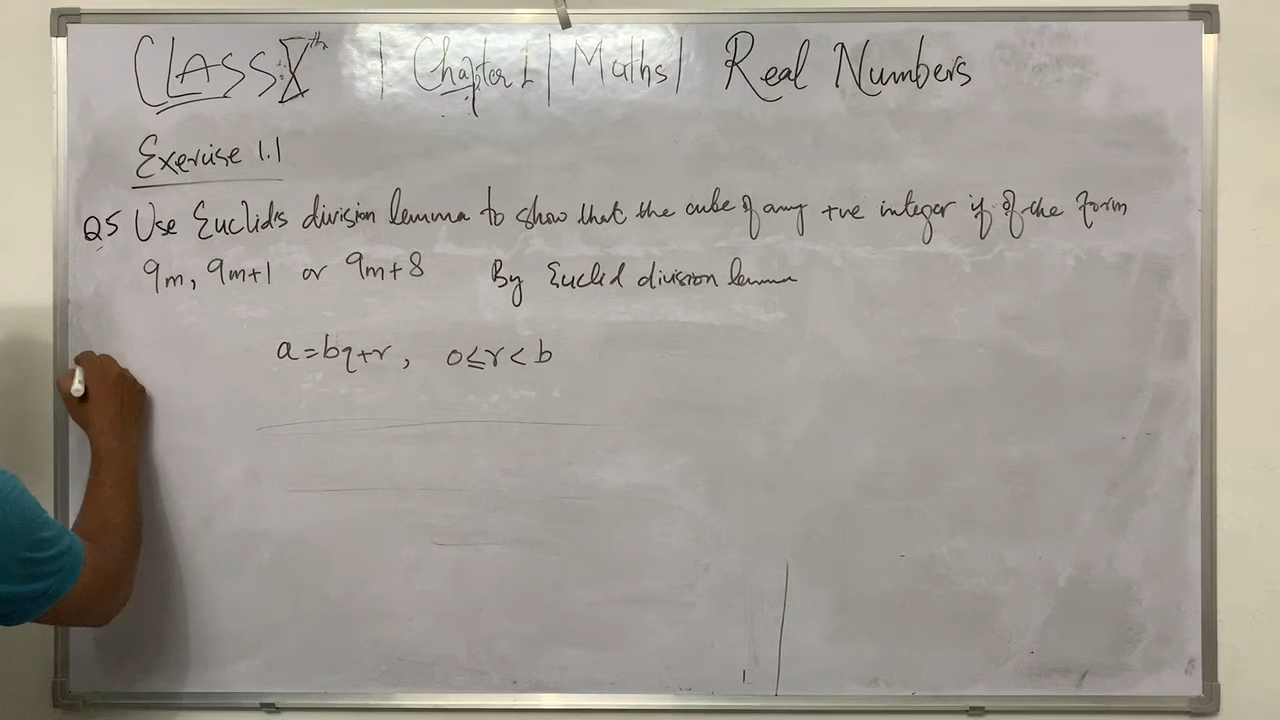 CLASS Xth | Chapter 1 | Maths | Real Numbers
Exercise 1.1
Q5 Use Euclid's division lemma to show that the cube of any +ve integer if of the form
9m, 9m+1 or 9m+8 By Euclid division lemma
a=bq+r, 0≤r<b